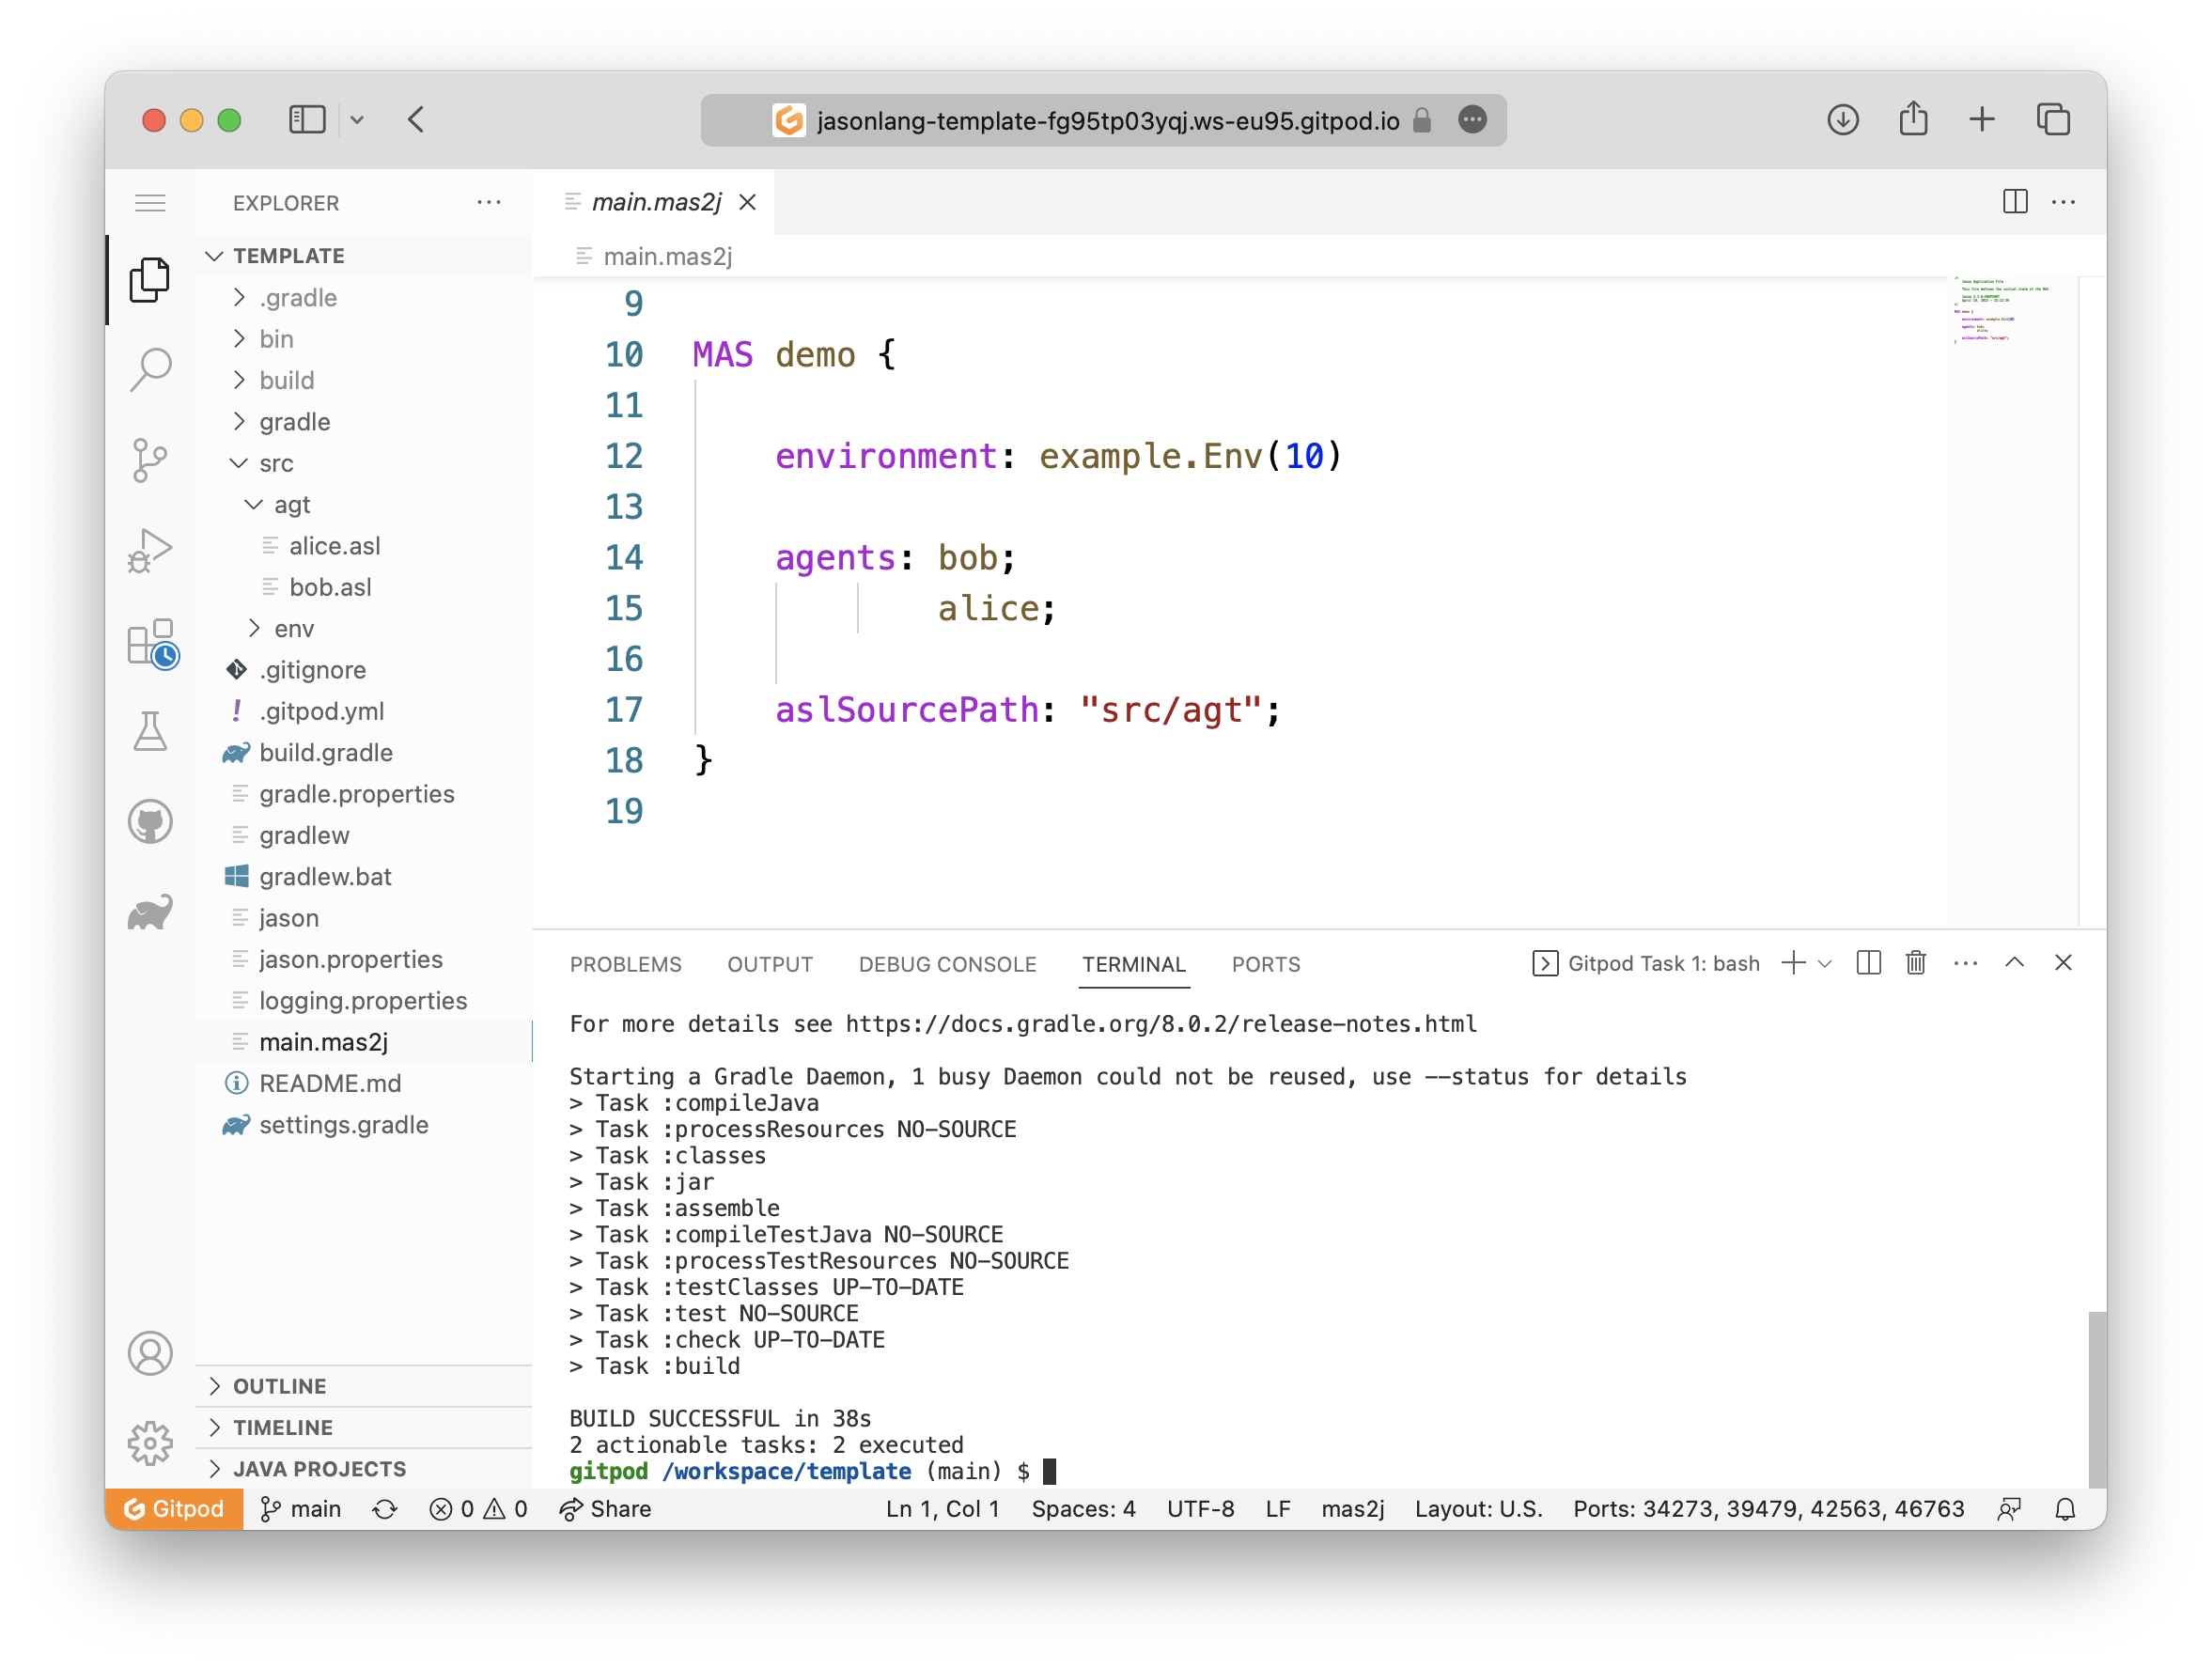 jasonlang-template-fg95tp03yqj.ws-eu95.gitpod.io
EXPLORER
TEMPLATE
.gradle
bin
build
gradle
src
agt
alice.asl
bob.asl
env
.gitignore
.gitpod.yml
build.gradle
gradle.properties
gradlew
gradlew.bat
jason
jason.properties
logging.properties
main.mas2j
README.md
settings.gradle
OUTLINE
TIMELINE
JAVA PROJECTS
main.mas2j
main.mas2j
9
10 MAS demo {
11
12 environment: example.Env(10)
13
14 agents: bob;
15 alice;
16
17 aslSourcePath: "src/agt";
18 }
19
PROBLEMS OUTPUT DEBUG CONSOLE TERMINAL PORTS Gitpod Task 1: bash
For more details see https://docs.gradle.org/8.0.2/release-notes.html
Starting a Gradle Daemon, 1 busy Daemon could not be reused, use --status for details
> Task :compileJava
> Task :processResources NO-SOURCE
> Task :classes
> Task :jar
> Task :assemble
> Task :compileTestJava NO-SOURCE
> Task :processTestResources NO-SOURCE
> Task :testClasses UP-TO-DATE
> Task :test NO-SOURCE
> Task :check UP-TO-DATE
> Task :build
BUILD SUCCESSFUL in 38s
2 actionable tasks: 2 executed
gitpod /workspace/template (main) $
Gitpod main 0 0 Share Ln 1, Col 1 Spaces: 4 UTF-8 LF mas2j Layout: U.S. Ports: 34273, 39479, 42563, 46763